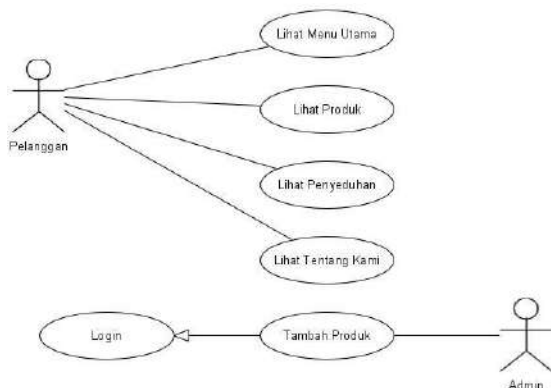 Lihat Menu Utama
Lihat Produk
Pelanggan
Lihat Penyeduhan
Lihat Tentang Kami
Login
Tambah Produk
Admin